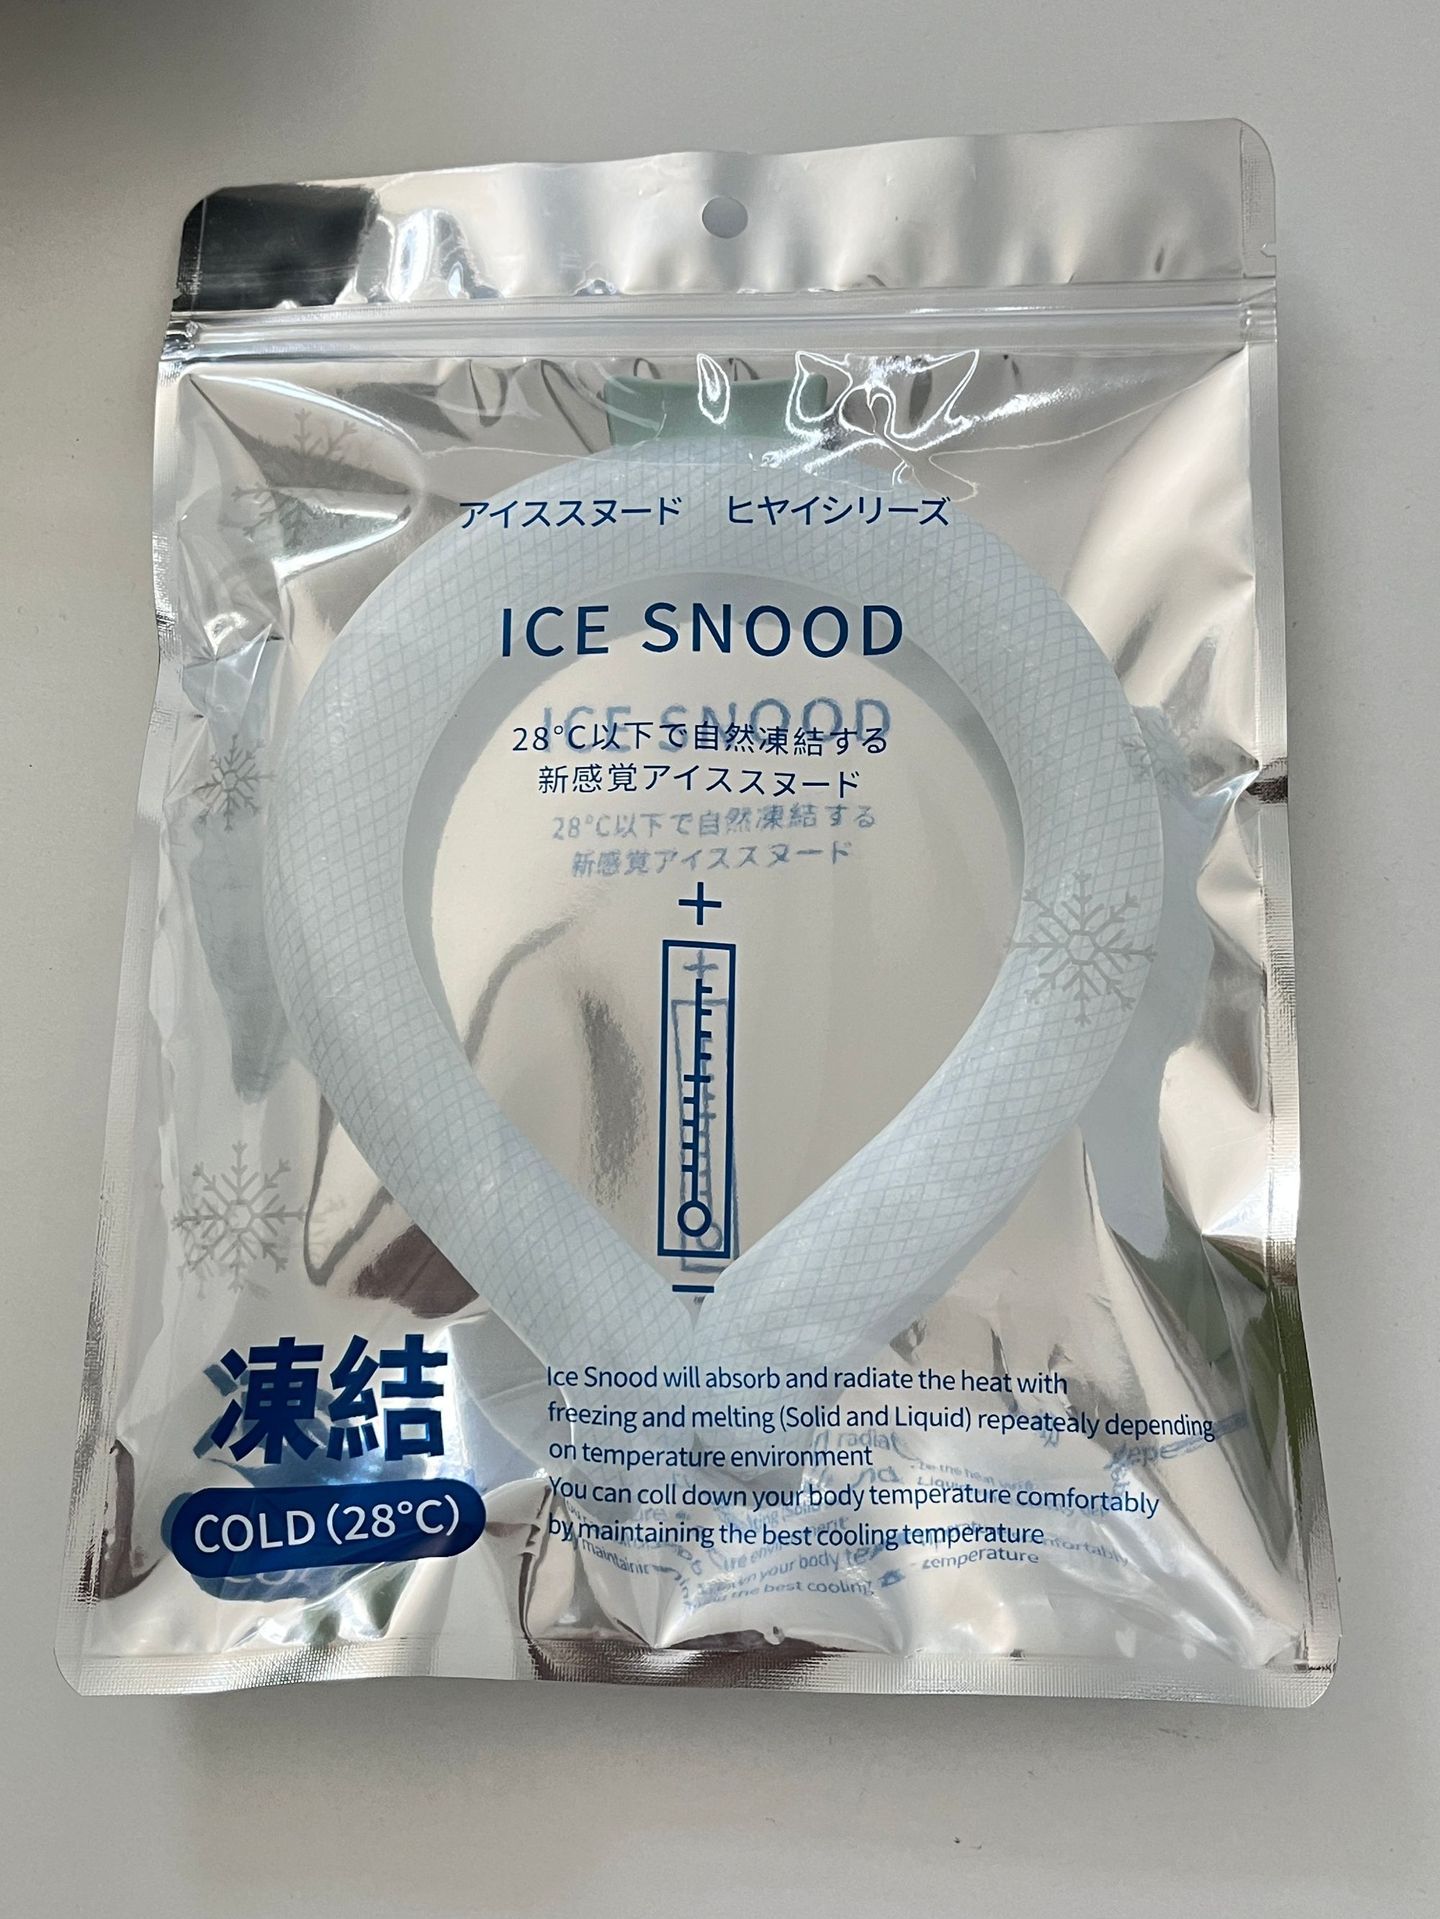 アイススヌード ヒヤイシリーズ
ICE SNOOD
28°C以下で自然凍結する
新感覚アイススヌード
+
−
凍結
COLD(28°C)
Ice Snood will absorb and radiate the heat with
freezing and melting (Solid and Liquid) repeatealy depending
on temperature environment
You can coll down your body temperature comfortably
by maintaining the best cooling temperature